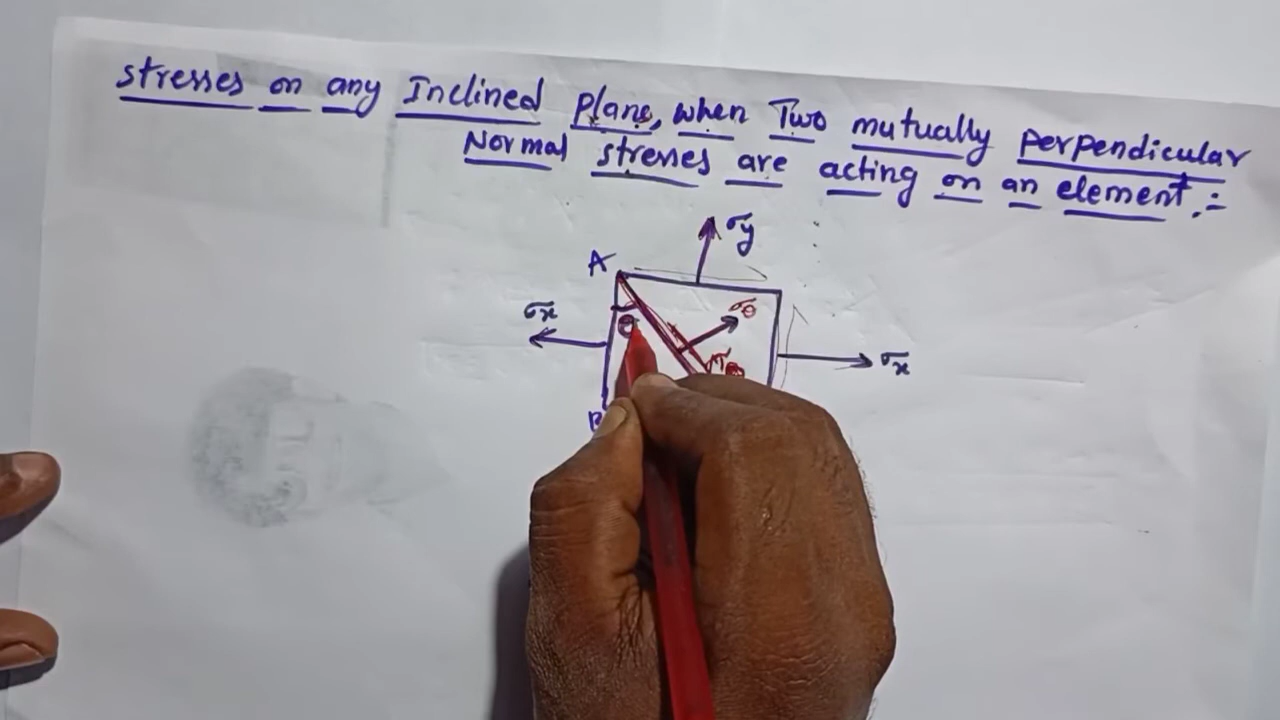 stresses on any Inclined Plane, when Two mutually perpendicular
Normal stresses are acting on an element :-
σy
A
σx
σθ
θ
σx